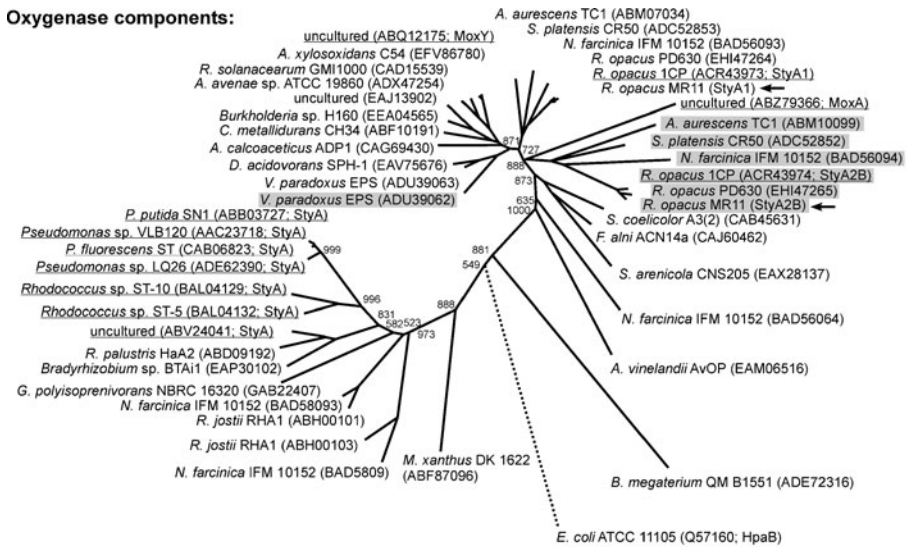 Oxygenase components:
uncultured (ABQ12175; MoxY)
A. xylosoxidans C54 (EFV86780)
R. solanacearum GMI1000 (CAD15539)
A. avenae sp. ATCC 19860 (ADX47254)
uncultured (EAJ13902)
Burkholderia sp. H160 (EEA04565)
C. metallidurans CH34 (ABF10191)
A. calcoaceticus ADP1 (CAG69430)
D. acidovorans SPH-1 (EAV75676)
V. paradoxus EPS (ADU39063)
V. paradoxus EPS (ADU39062)
P. putida SN1 (ABB03727; StyA)
Pseudomonas sp. VLB120 (AAC23718; StyA)
P. fluorescens ST (CAB06823; StyA)
Pseudomonas sp. LQ26 (ADE62390; StyA)
Rhodococcus sp. ST-10 (BAL04129; StyA)
Rhodococcus sp. ST-5 (BAL04132; StyA)
uncultured (ABV24041; StyA)
R. palustris HaA2 (ABD09192)
Bradyrhizobium sp. BTAi1 (EAP30102)
G. polyisoprenivorans NBRC 16320 (GAB22407)
N. farcinica IFM 10152 (BAD58093)
R. jostii RHA1 (ABH00101)
R. jostii RHA1 (ABH00103)
N. farcinica IFM 10152 (BAD5809)
M. xanthus DK 1622
(ABF87096)
A. aurescens TC1 (ABM07034)
S. platensis CR50 (ADC52853)
N. farcinica IFM 10152 (BAD56093)
R. opacus PD630 (EHI47264)
R. opacus 1CP (ACR43973; StyA1)
R. opacus MR11 (StyA1)
uncultured (ABZ79366; MoxA)
A. aurescens TC1 (ABM10099)
S. platensis CR50 (ADC52852)
N. farcinica IFM 10152 (BAD56094)
R. opacus 1CP (ACR43974; StyA2B)
R. opacus PD630 (EHI47265)
R. opacus MR11 (StyA2B)
S. coelicolor A3(2) (CAB45631)
F. alni ACN14a (CAJ60462)
S. arenicola CNS205 (EAX28137)
N. farcinica IFM 10152 (BAD56064)
A. vinelandii AvOP (EAM06516)
B. megaterium QM B1551 (ADE72316)
E. coli ATCC 11105 (Q57160; HpaB)
871
727
888
873
635
1000
881
549
888
999
996
831
582
523
973